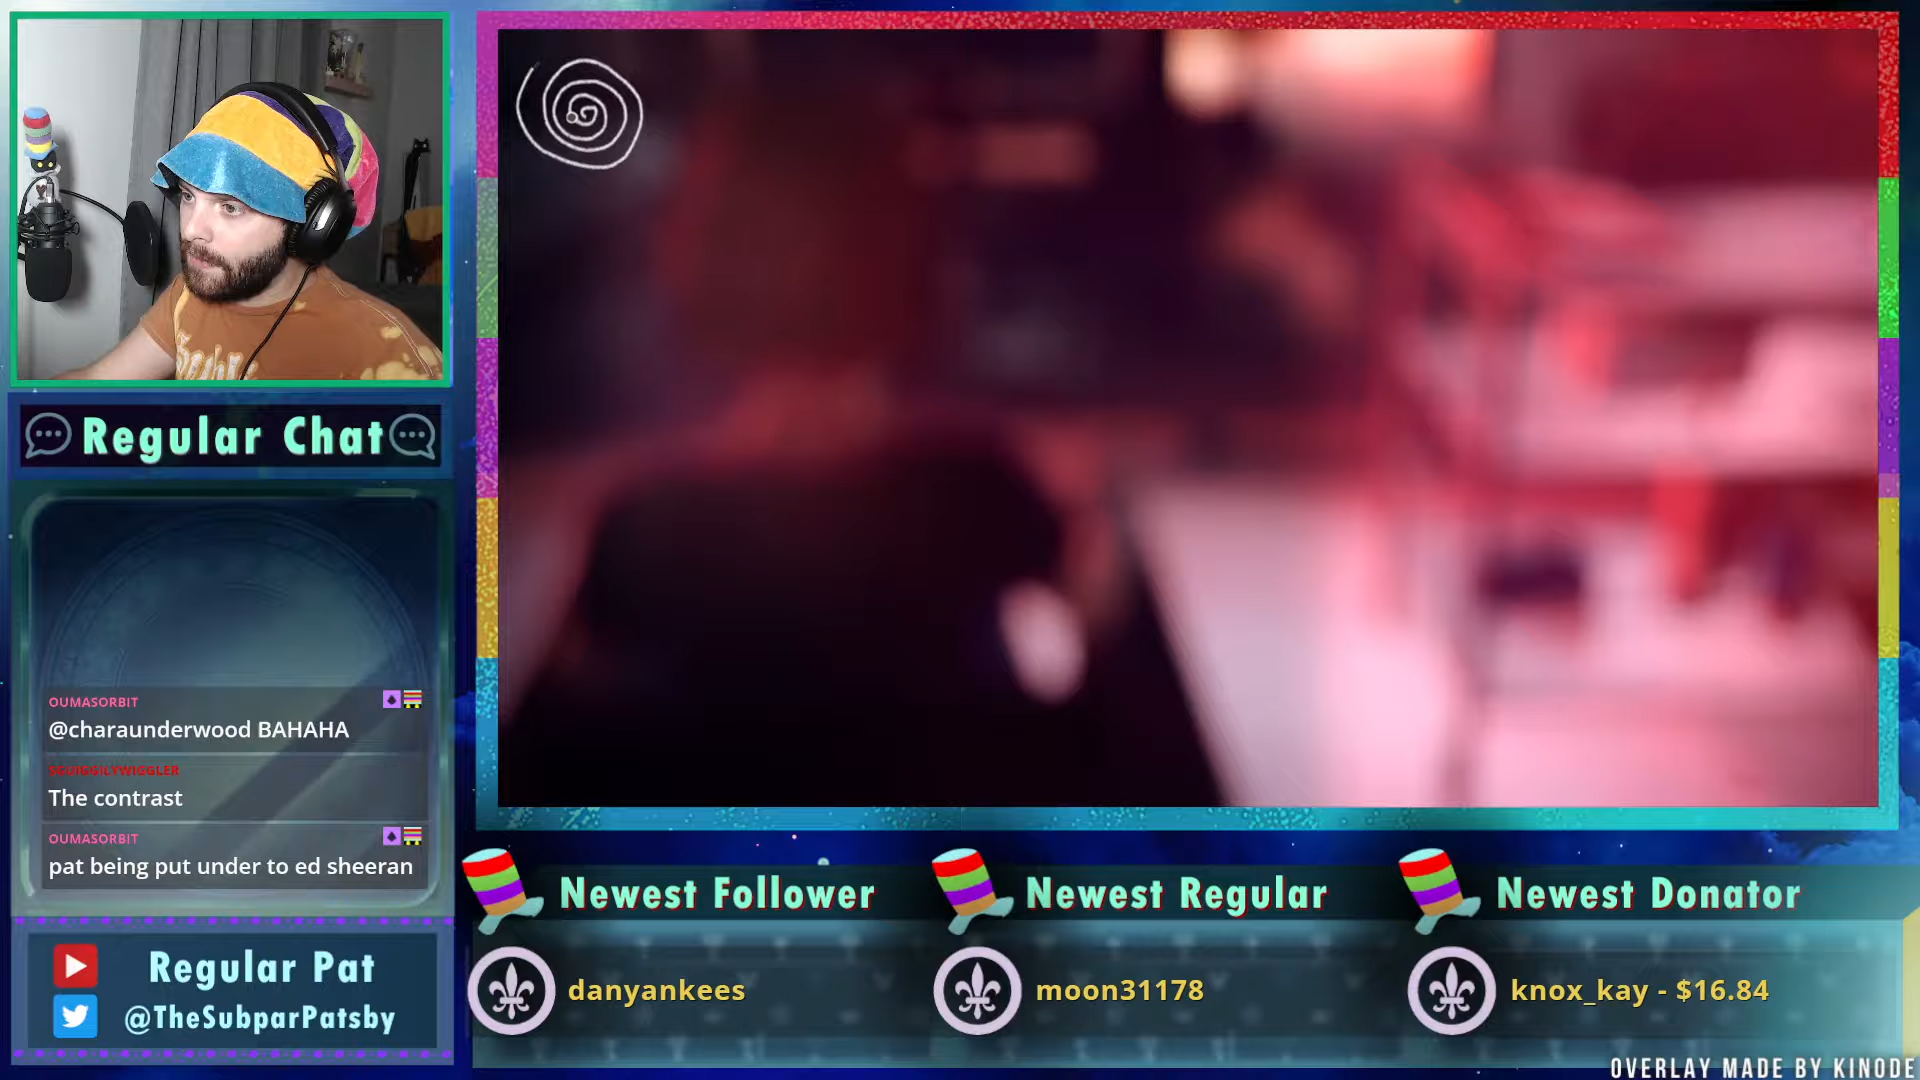 Regular Chat
OUMASORBIT
@charaunderwood BAHAHA
SQUIGGILYWIGGLER
The contrast
OUMASORBIT
pat being put under to ed sheeran
Regular Pat
@TheSubparPatsby
Newest Follower
danyankees
Newest Regular
moon31178
Newest Donator
knox_kay - $16.84
OVERLAY MADE BY KINODE